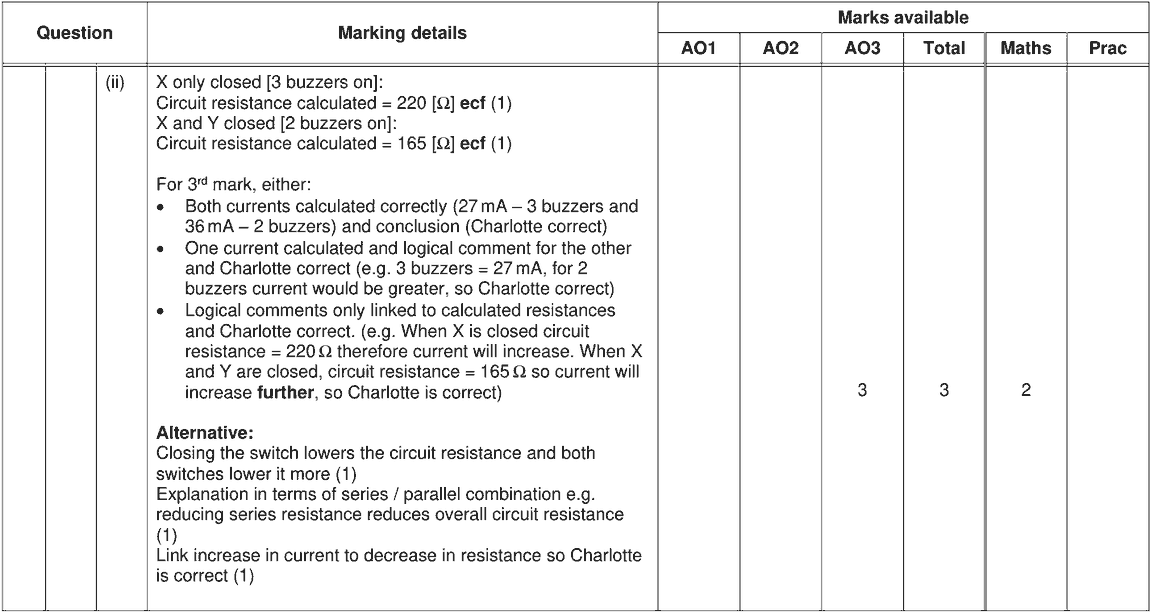 Question
Marking details
Marks available
AO1 AO2 AO3 Total Maths Prac
(ii)
X only closed [3 buzzers on]:
Circuit resistance calculated = 220 [Ω] ecf (1)
X and Y closed [2 buzzers on]:
Circuit resistance calculated = 165 [Ω] ecf (1)
For 3rd mark, either:
• Both currents calculated correctly (27 mA – 3 buzzers and
36 mA – 2 buzzers) and conclusion (Charlotte correct)
• One current calculated and logical comment for the other
and Charlotte correct (e.g. 3 buzzers = 27 mA, for 2
buzzers current would be greater, so Charlotte correct)
• Logical comments only linked to calculated resistances
and Charlotte correct. (e.g. When X is closed circuit
resistance = 220 Ω therefore current will increase. When X
and Y are closed, circuit resistance = 165 Ω so current will
increase further, so Charlotte is correct)
3 3 2
Alternative:
Closing the switch lowers the circuit resistance and both
switches lower it more (1)
Explanation in terms of series / parallel combination e.g.
reducing series resistance reduces overall circuit resistance
(1)
Link increase in current to decrease in resistance so Charlotte
is correct (1)